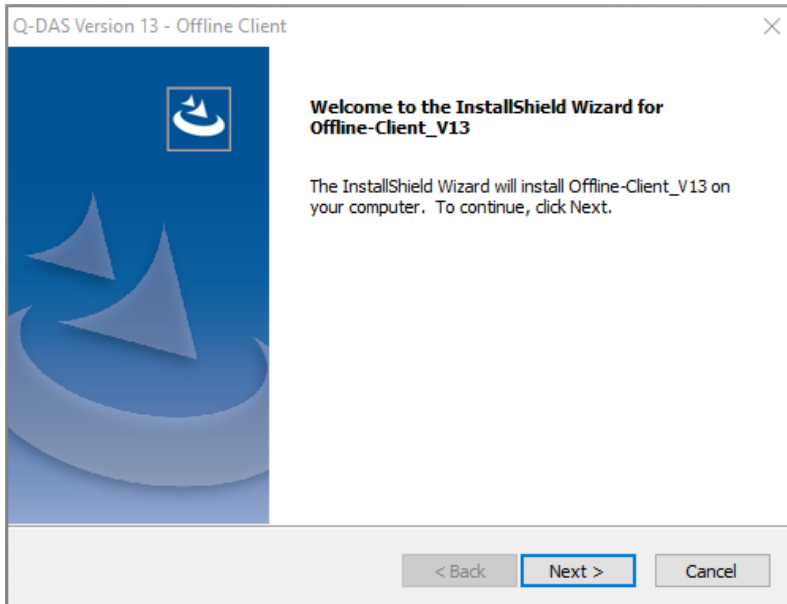 Q-DAS Version 13 - Offline Client
Welcome to the InstallShield Wizard for
Offline-Client_V13
The InstallShield Wizard will install Offline-Client_V13 on
your computer.  To continue, click Next.
< Back
Next >
Cancel